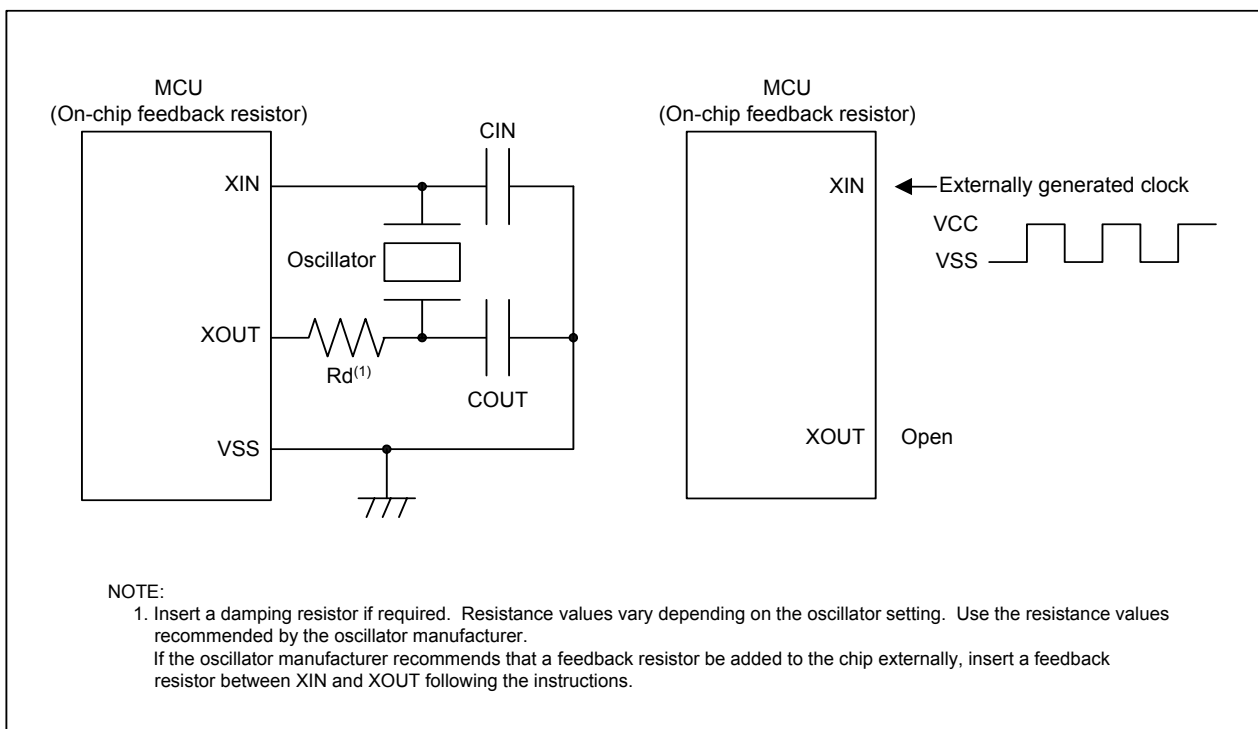 MCU
(On-chip feedback resistor)
XIN
CIN
Oscillator
XOUT
Rd(1)
COUT
VSS
MCU
(On-chip feedback resistor)
XIN
Externally generated clock
VCC
VSS
XOUT
Open
NOTE:
1. Insert a damping resistor if required. Resistance values vary depending on the oscillator setting. Use the resistance values
recommended by the oscillator manufacturer.
If the oscillator manufacturer recommends that a feedback resistor be added to the chip externally, insert a feedback
resistor between XIN and XOUT following the instructions.